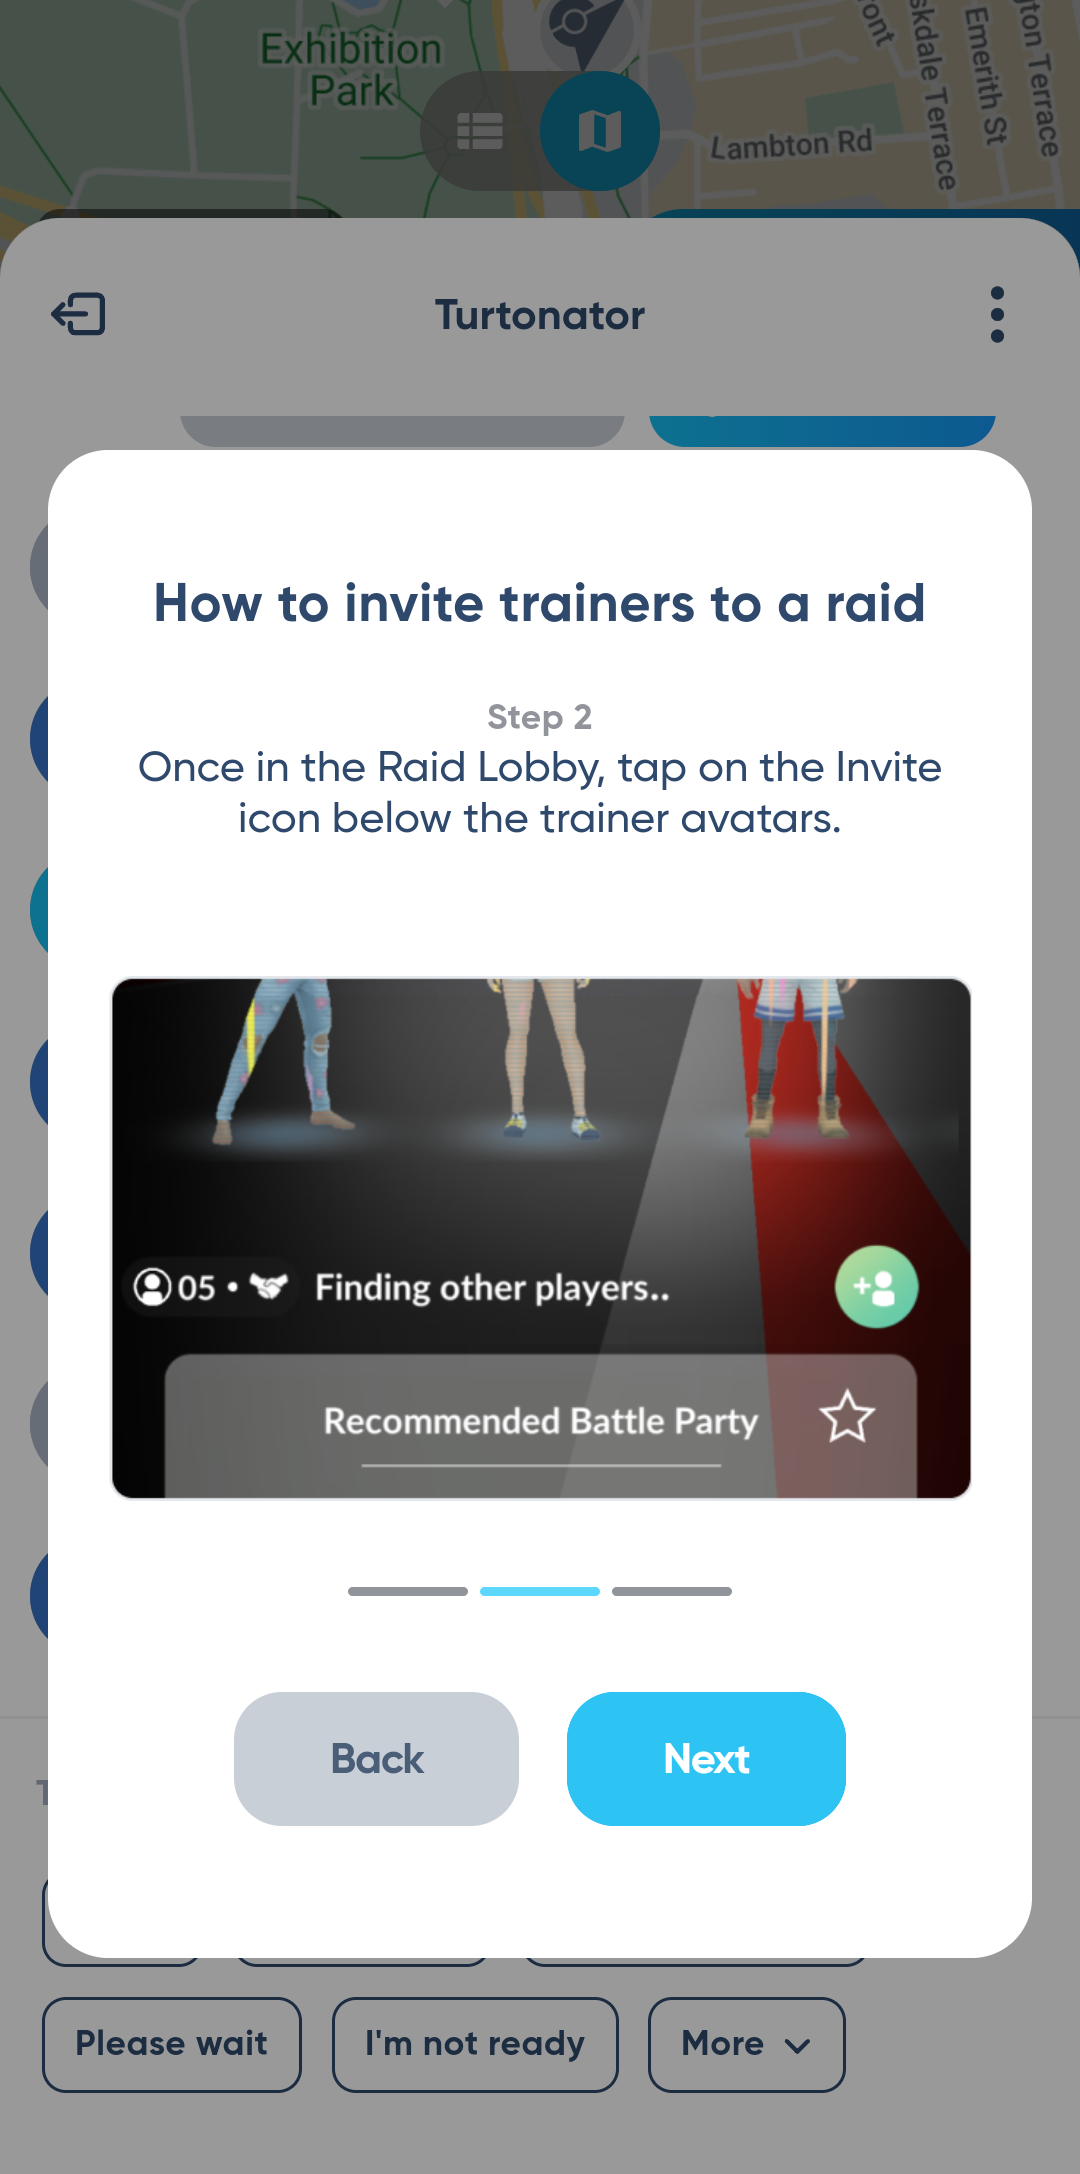 Exhibition
Park
ront
skdale Terrace
Emerith St
gton Terrace
Lambton Rd
Turtonator
How to invite trainers to a raid
Step 2
Once in the Raid Lobby, tap on the Invite
icon below the trainer avatars.
05 • Finding other players..
Recommended Battle Party
Back
Next
Please wait
I'm not ready
More